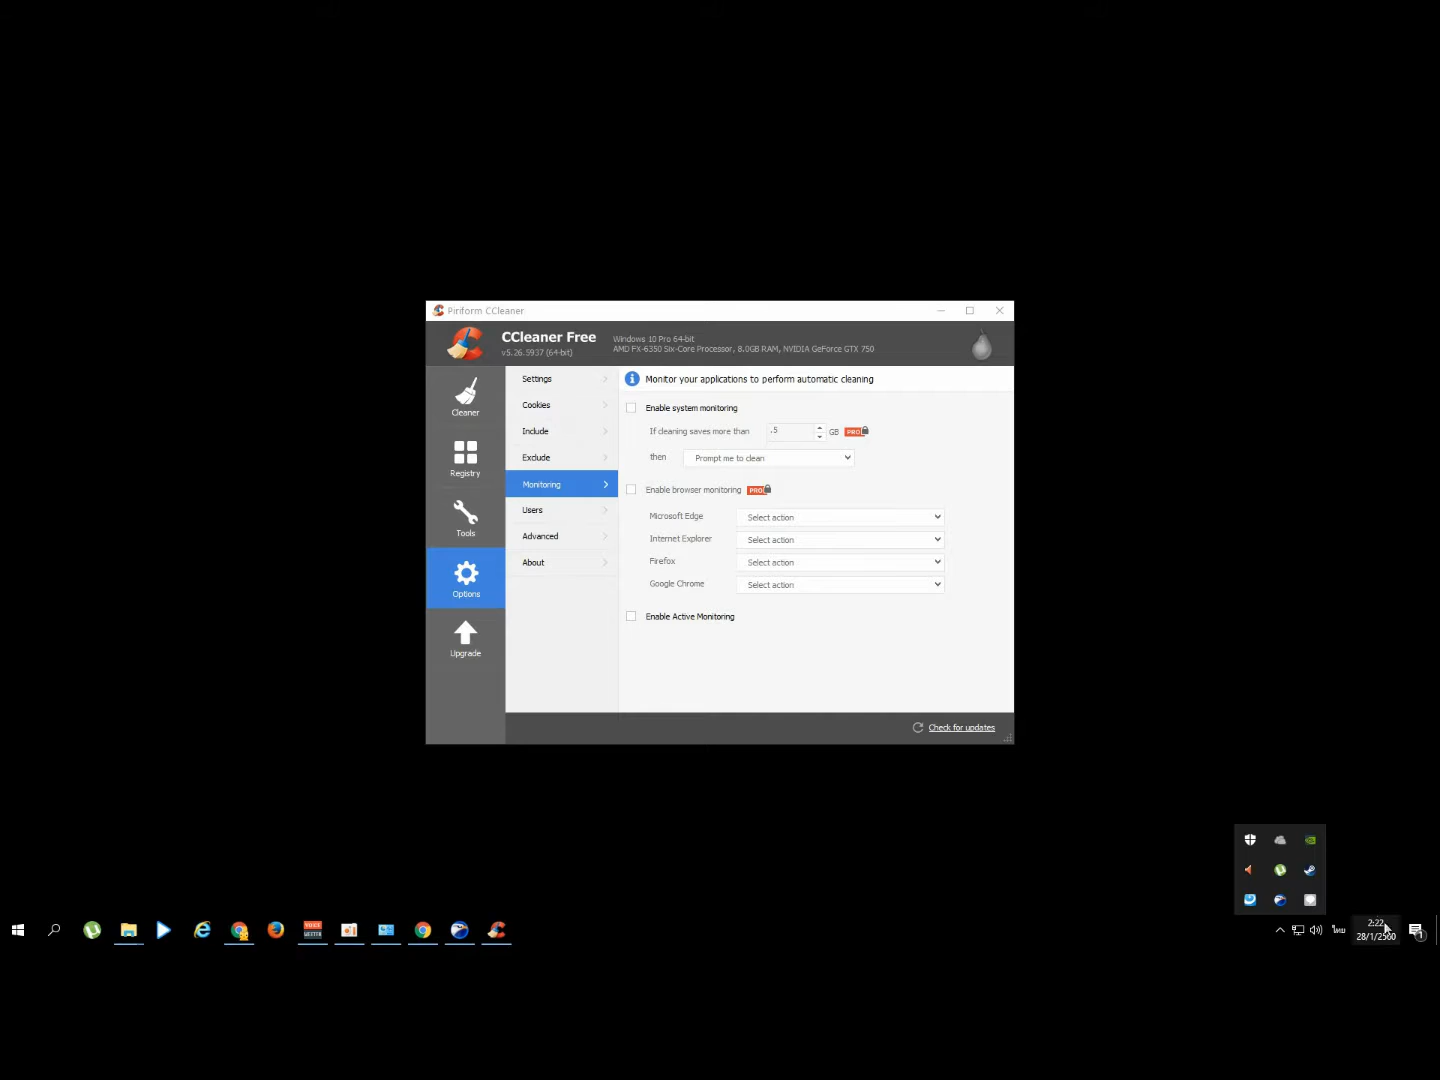 Piriform CCleaner
CCleaner Free
v5.26.5937 (64-bit)
Windows 10 Pro 64-bit
AMD FX-6350 Six-Core Processor, 8.0GB RAM, NVIDIA GeForce GTX 750
Cleaner
Registry
Tools
Options
Upgrade
Settings
Cookies
Include
Exclude
Monitoring
Users
Advanced
About
Monitor your applications to perform automatic cleaning
Enable system monitoring
If cleaning saves more than .5 GB PRO
then Prompt me to clean
Enable browser monitoring PRO
Microsoft Edge Select action
Internet Explorer Select action
Firefox Select action
Google Chrome Select action
Enable Active Monitoring
Check for updates
VOICE
MEETER
ไทย
2:22
28/1/2560
1